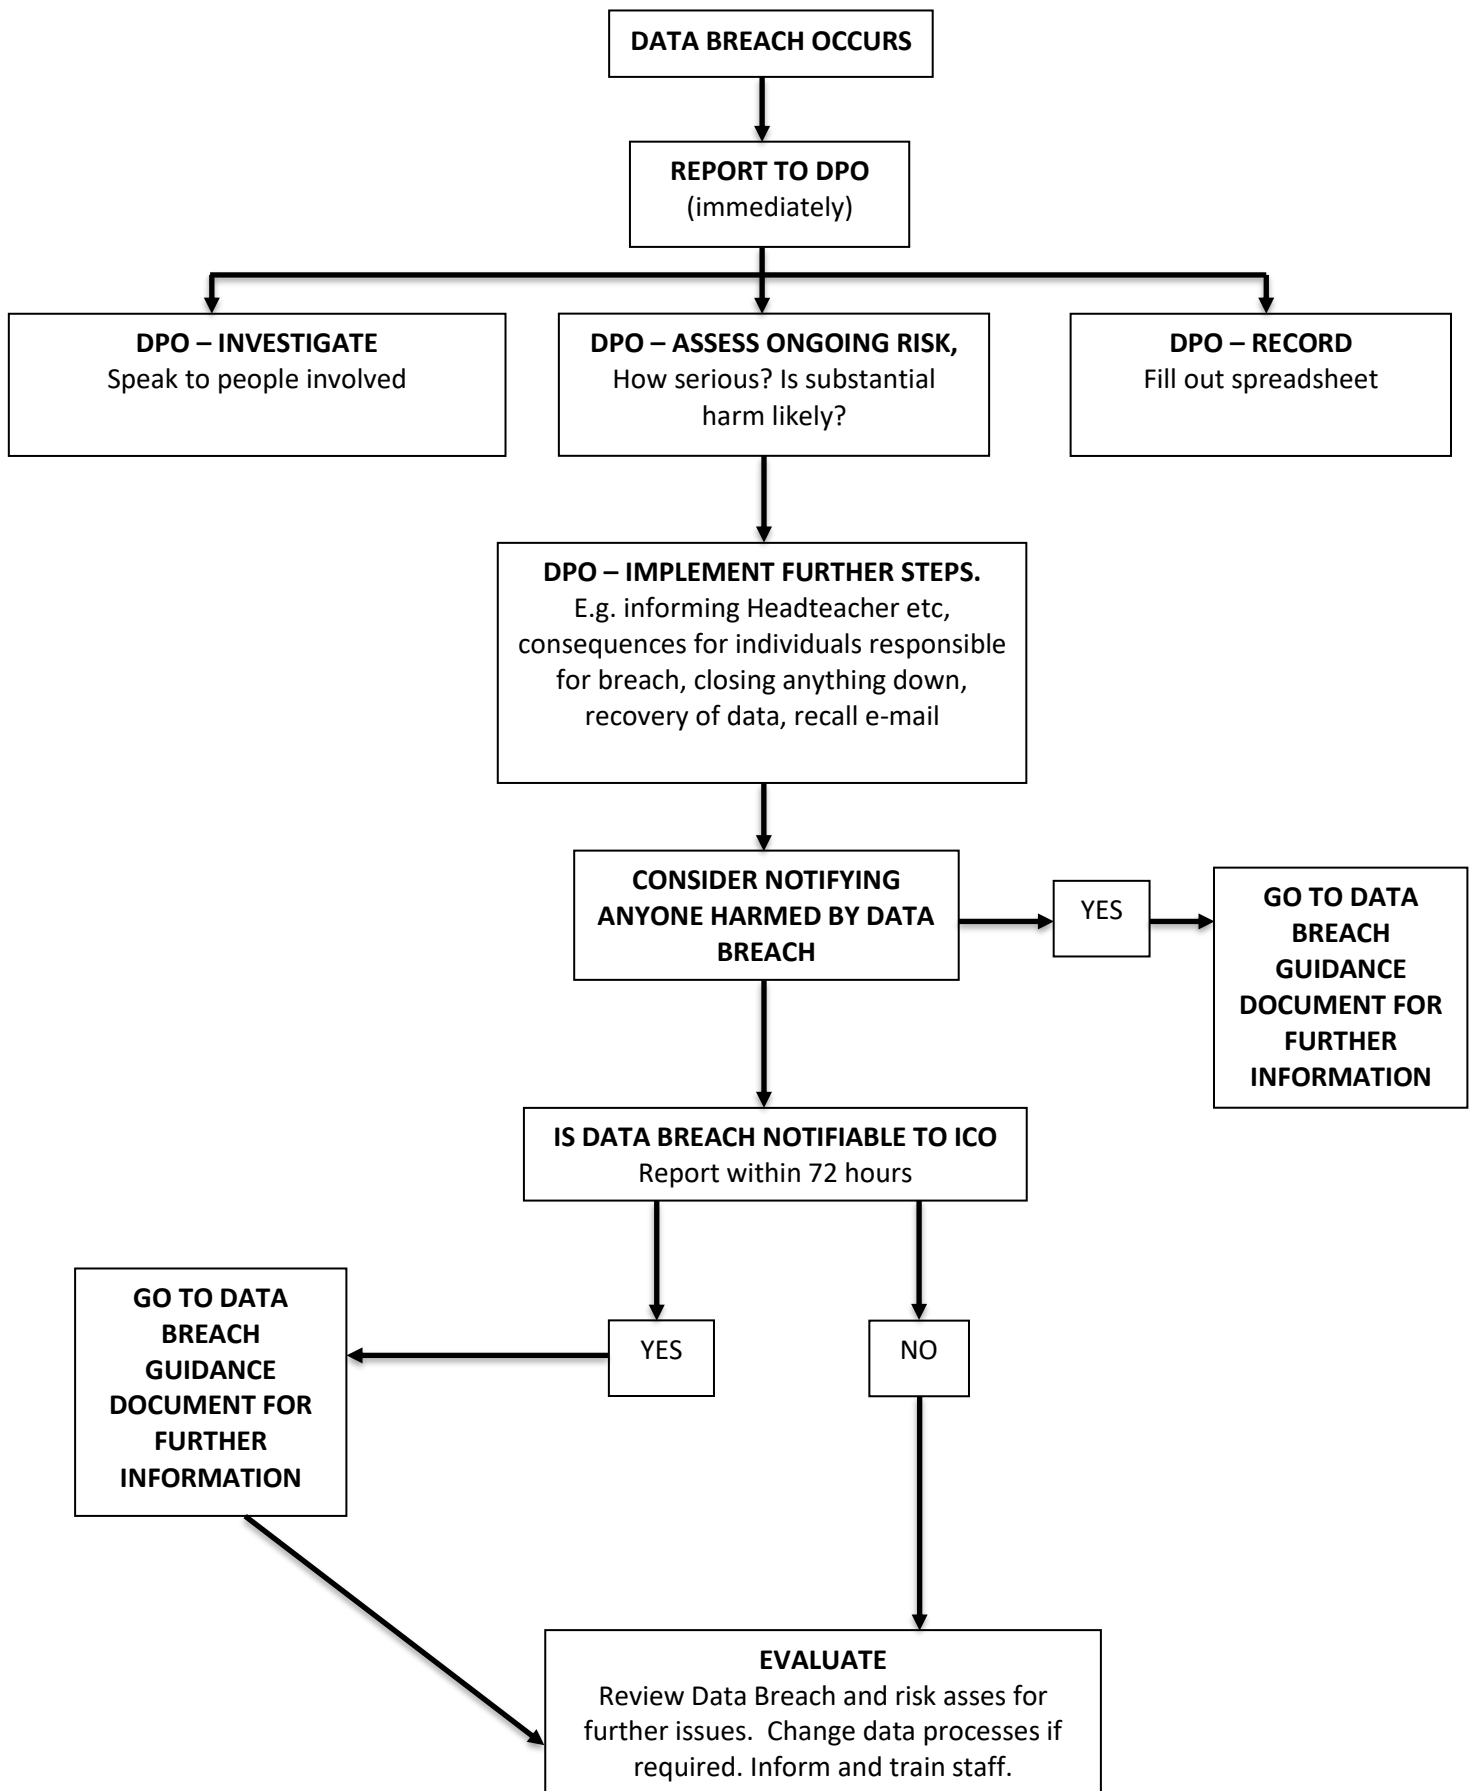 DATA BREACH OCCURS
REPORT TO DPO
(immediately)
DPO – INVESTIGATE
Speak to people involved
DPO – ASSESS ONGOING RISK,
How serious? Is substantial
harm likely?
DPO – RECORD
Fill out spreadsheet
DPO – IMPLEMENT FURTHER STEPS.
E.g. informing Headteacher etc,
consequences for individuals responsible
for breach, closing anything down,
recovery of data, recall e-mail
CONSIDER NOTIFYING
ANYONE HARMED BY DATA
BREACH
YES
GO TO DATA
BREACH
GUIDANCE
DOCUMENT FOR
FURTHER
INFORMATION
IS DATA BREACH NOTIFIABLE TO ICO
Report within 72 hours
GO TO DATA
BREACH
GUIDANCE
DOCUMENT FOR
FURTHER
INFORMATION
YES
NO
EVALUATE
Review Data Breach and risk asses for
further issues.  Change data processes if
required. Inform and train staff.